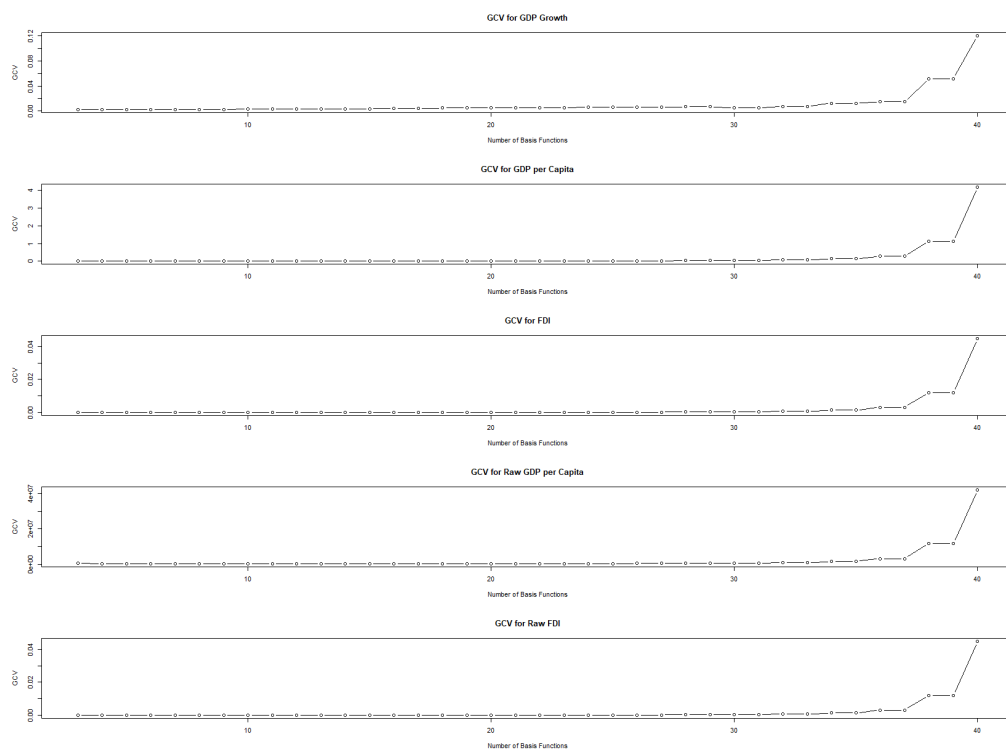 GCV for GDP Growth
GCV
0.00 0.04 0.08 0.12
10 20 30 40
Number of Basis Functions
GCV for GDP per Capita
GCV
0 1 2 3 4
10 20 30 40
Number of Basis Functions
GCV for FDI
GCV
0.00 0.02 0.04
10 20 30 40
Number of Basis Functions
GCV for Raw GDP per Capita
GCV
0e+00 2e+07 4e+07
10 20 30 40
Number of Basis Functions
GCV for Raw FDI
GCV
0.00 0.02 0.04
10 20 30 40
Number of Basis Functions